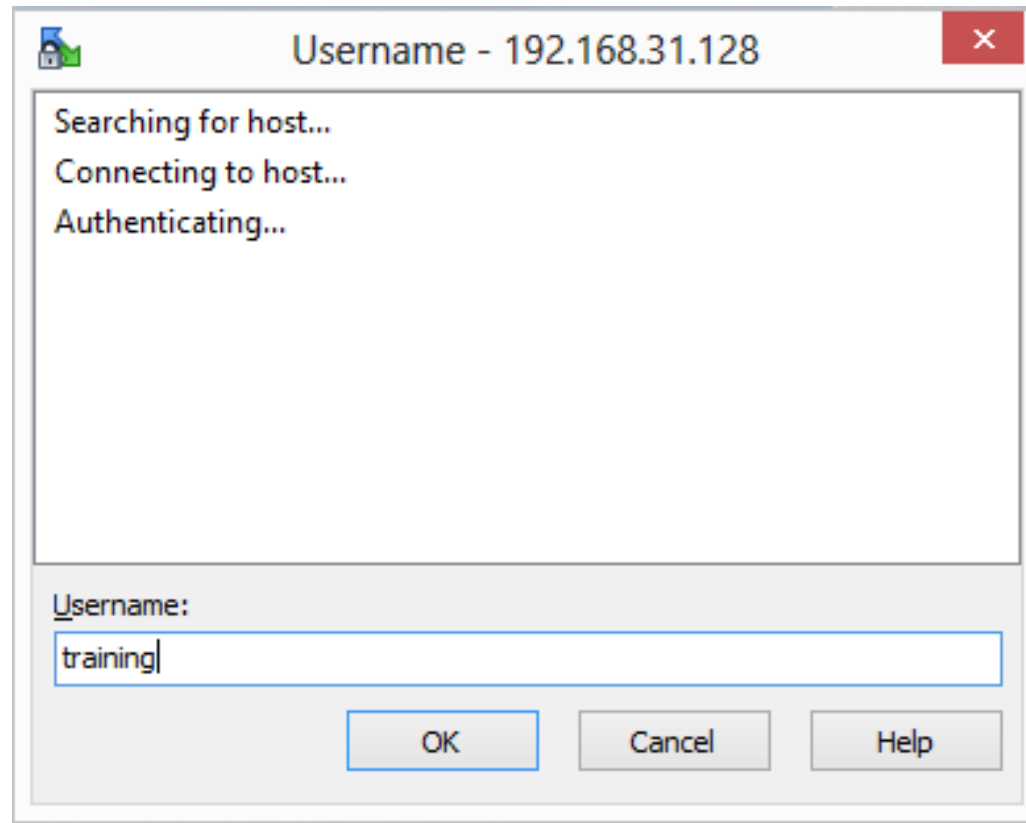 Username - 192.168.31.128
Searching for host...
Connecting to host...
Authenticating...
Username:
training
OK Cancel Help